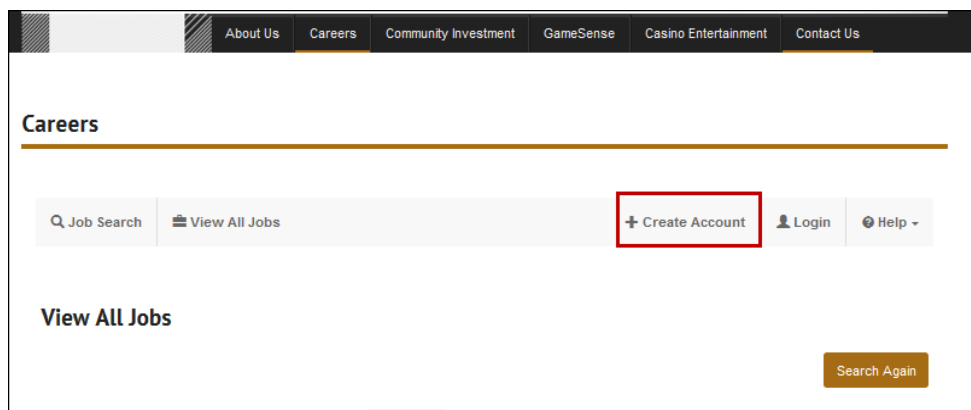 About Us Careers Community Investment GameSense Casino Entertainment Contact Us
Careers
Job Search View All Jobs Create Account Login Help
View All Jobs
Search Again